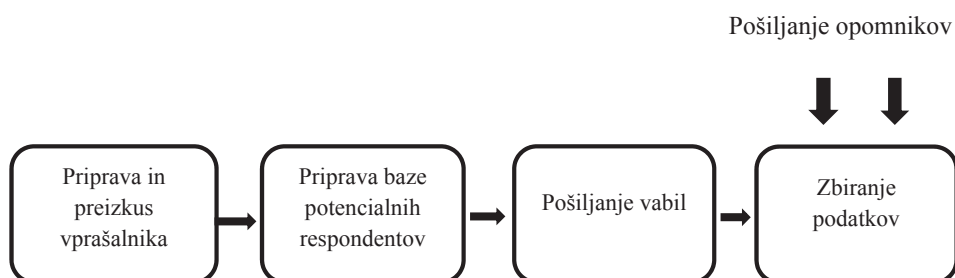 Pošiljanje opomnikov
Priprava in
preizkus
vprašalnika
Priprava baze
potencialnih
respondentov
Pošiljanje vabil
Zbiranje
podatkov